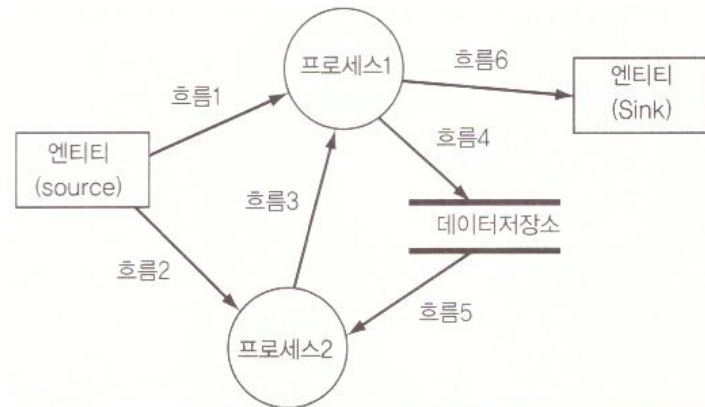 프로세스1
흐름6
엔티티
(Sink)
흐름1
흐름4
엔티티
(source)
흐름3
데이터저장소
흐름2
흐름5
프로세스2